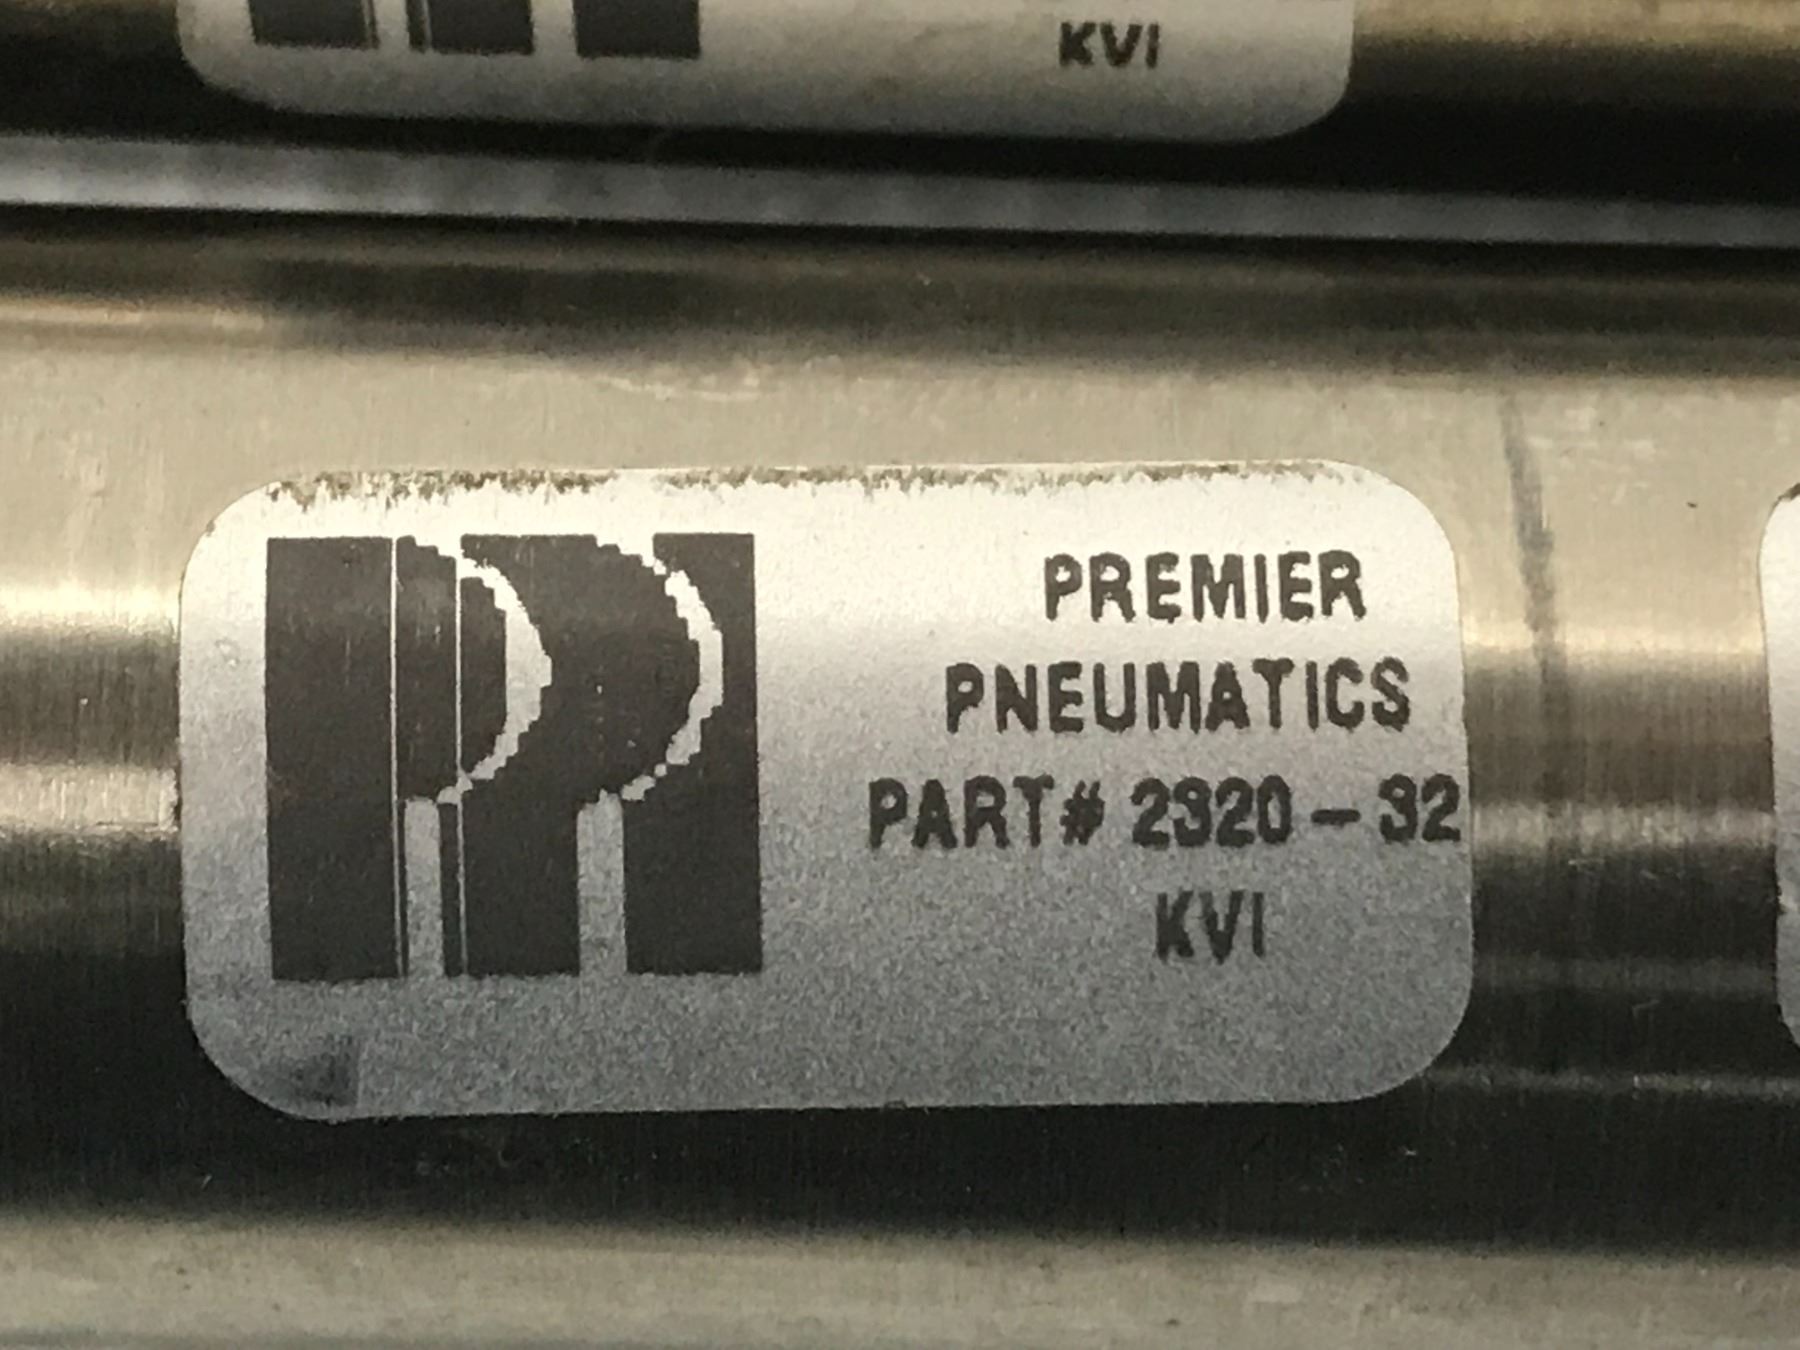 KVI
PREMIER
PNEUMATICS
PART# 2320-32
KVI